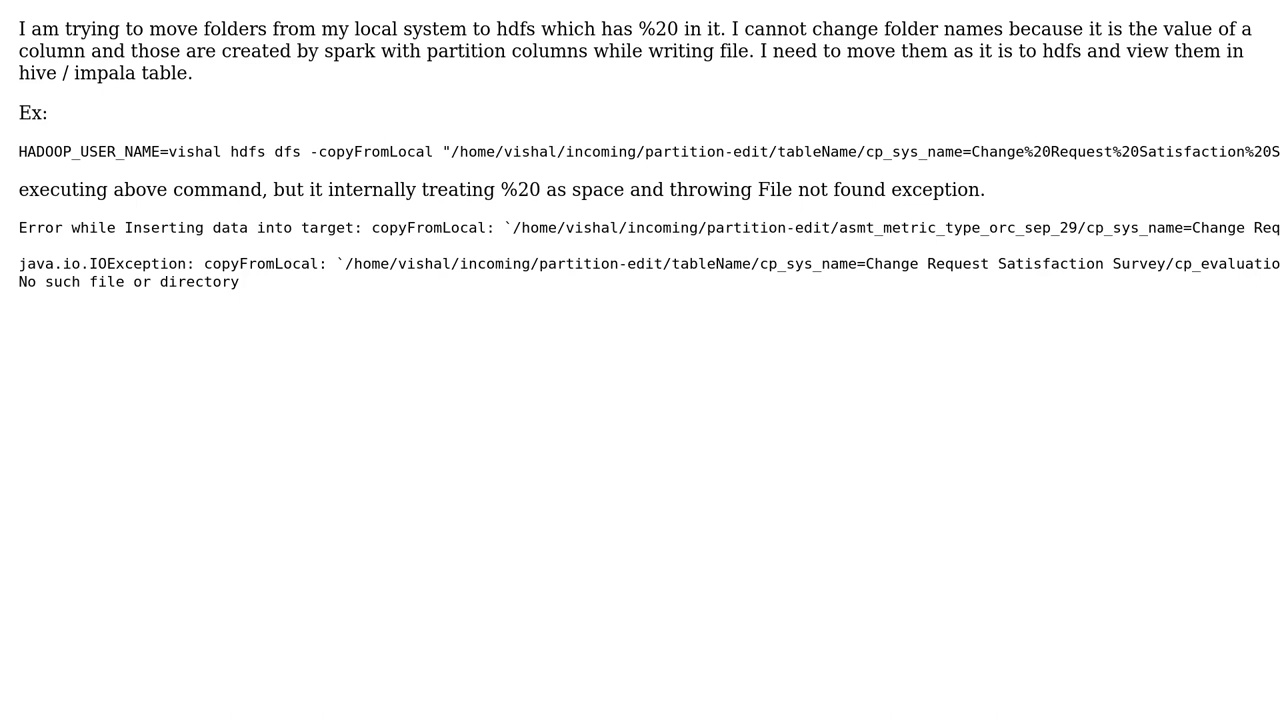 I am trying to move folders from my local system to hdfs which has %20 in it. I cannot change folder names because it is the value of a
column and those are created by spark with partition columns while writing file. I need to move them as it is to hdfs and view them in
hive / impala table.
Ex:
HADOOP_USER_NAME=vishal hdfs dfs -copyFromLocal "/home/vishal/incoming/partition-edit/tableName/cp_sys_name=Change%20Request%20Satisfaction%20S
executing above command, but it internally treating %20 as space and throwing File not found exception.
Error while Inserting data into target: copyFromLocal: `/home/vishal/incoming/partition-edit/asmt_metric_type_orc_sep_29/cp_sys_name=Change Req
java.io.IOException: copyFromLocal: `/home/vishal/incoming/partition-edit/tableName/cp_sys_name=Change Request Satisfaction Survey/cp_evaluatio
No such file or directory